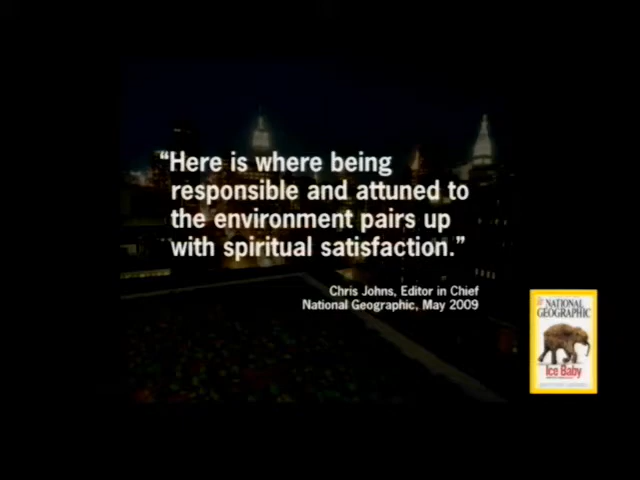 “Here is where being
responsible and attuned to
the environment pairs up
with spiritual satisfaction.”
Chris Johns, Editor in Chief
National Geographic, May 2009
NATIONAL
GEOGRAPHIC
Ice Baby